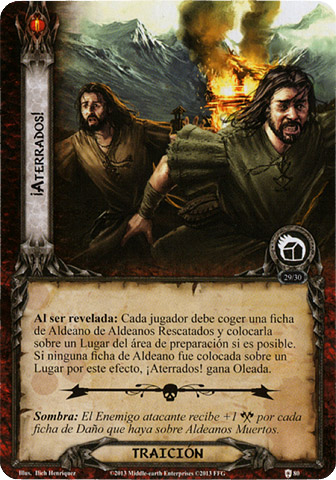 ¡ATERRADOS!
29/30
Al ser revelada: Cada jugador debe coger una ficha
de Aldeano de Aldeanos Rescatados y colocarla
sobre un Lugar del área de preparación si es posible.
Si ninguna ficha de Aldeano fue colocada sobre un
Lugar por este efecto, ¡Aterrados! gana Oleada.
Sombra: El Enemigo atacante recibe +1 por cada
ficha de Daño que haya sobre Aldeanos Muertos.
TRAICIÓN
Illus. Ilich Henriquez
©2013 Middle-earth Enterprises ©2013 FFG
80